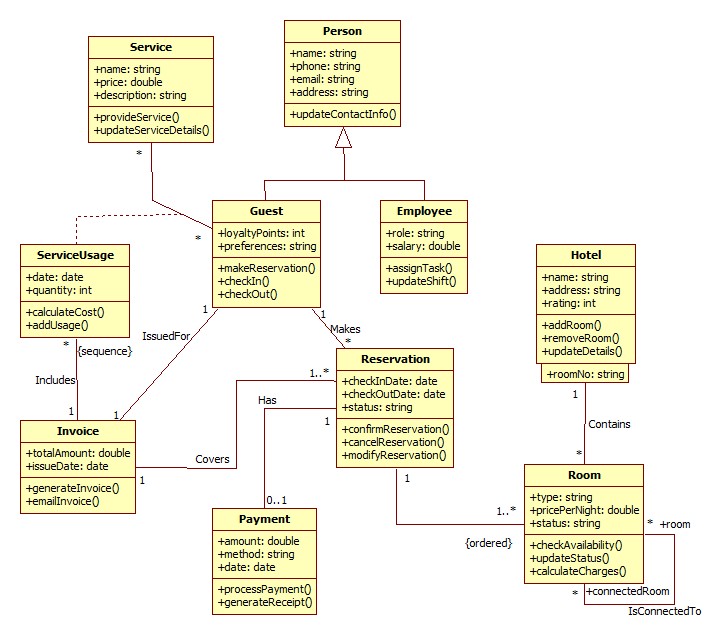 Person
+name: string
+phone: string
+email: string
+address: string
+updateContactInfo()
Service
+name: string
+price: double
+description: string
+provideService()
+updateServiceDetails()
*
*
Guest
+loyaltyPoints: int
+preferences: string
+makeReservation()
+checkIn()
+checkOut()
Employee
+role: string
+salary: double
+assignTask()
+updateShift()
ServiceUsage
+date: date
+quantity: int
+calculateCost()
+addUsage()
Hotel
+name: string
+address: string
+rating: int
+addRoom()
+removeRoom()
+updateDetails()
+roomNo: string
1
IssuedFor
1
1
Makes
*
* {sequence}
Includes
1
Reservation
+checkInDate: date
+checkOutDate: date
+status: string
+confirmReservation()
+cancelReservation()
+modifyReservation()
1..*
Has
1
0..1
1
Contains
*
Invoice
+totalAmount: double
+issueDate: date
+generateInvoice()
+emailInvoice()
Covers
1
1
1..*
{ordered}
Room
+type: string
+pricePerNight: double
+status: string
+checkAvailability()
+updateStatus()
+calculateCharges()
* +room
* +connectedRoom
IsConnectedTo
Payment
+amount: double
+method: string
+date: date
+processPayment()
+generateReceipt()